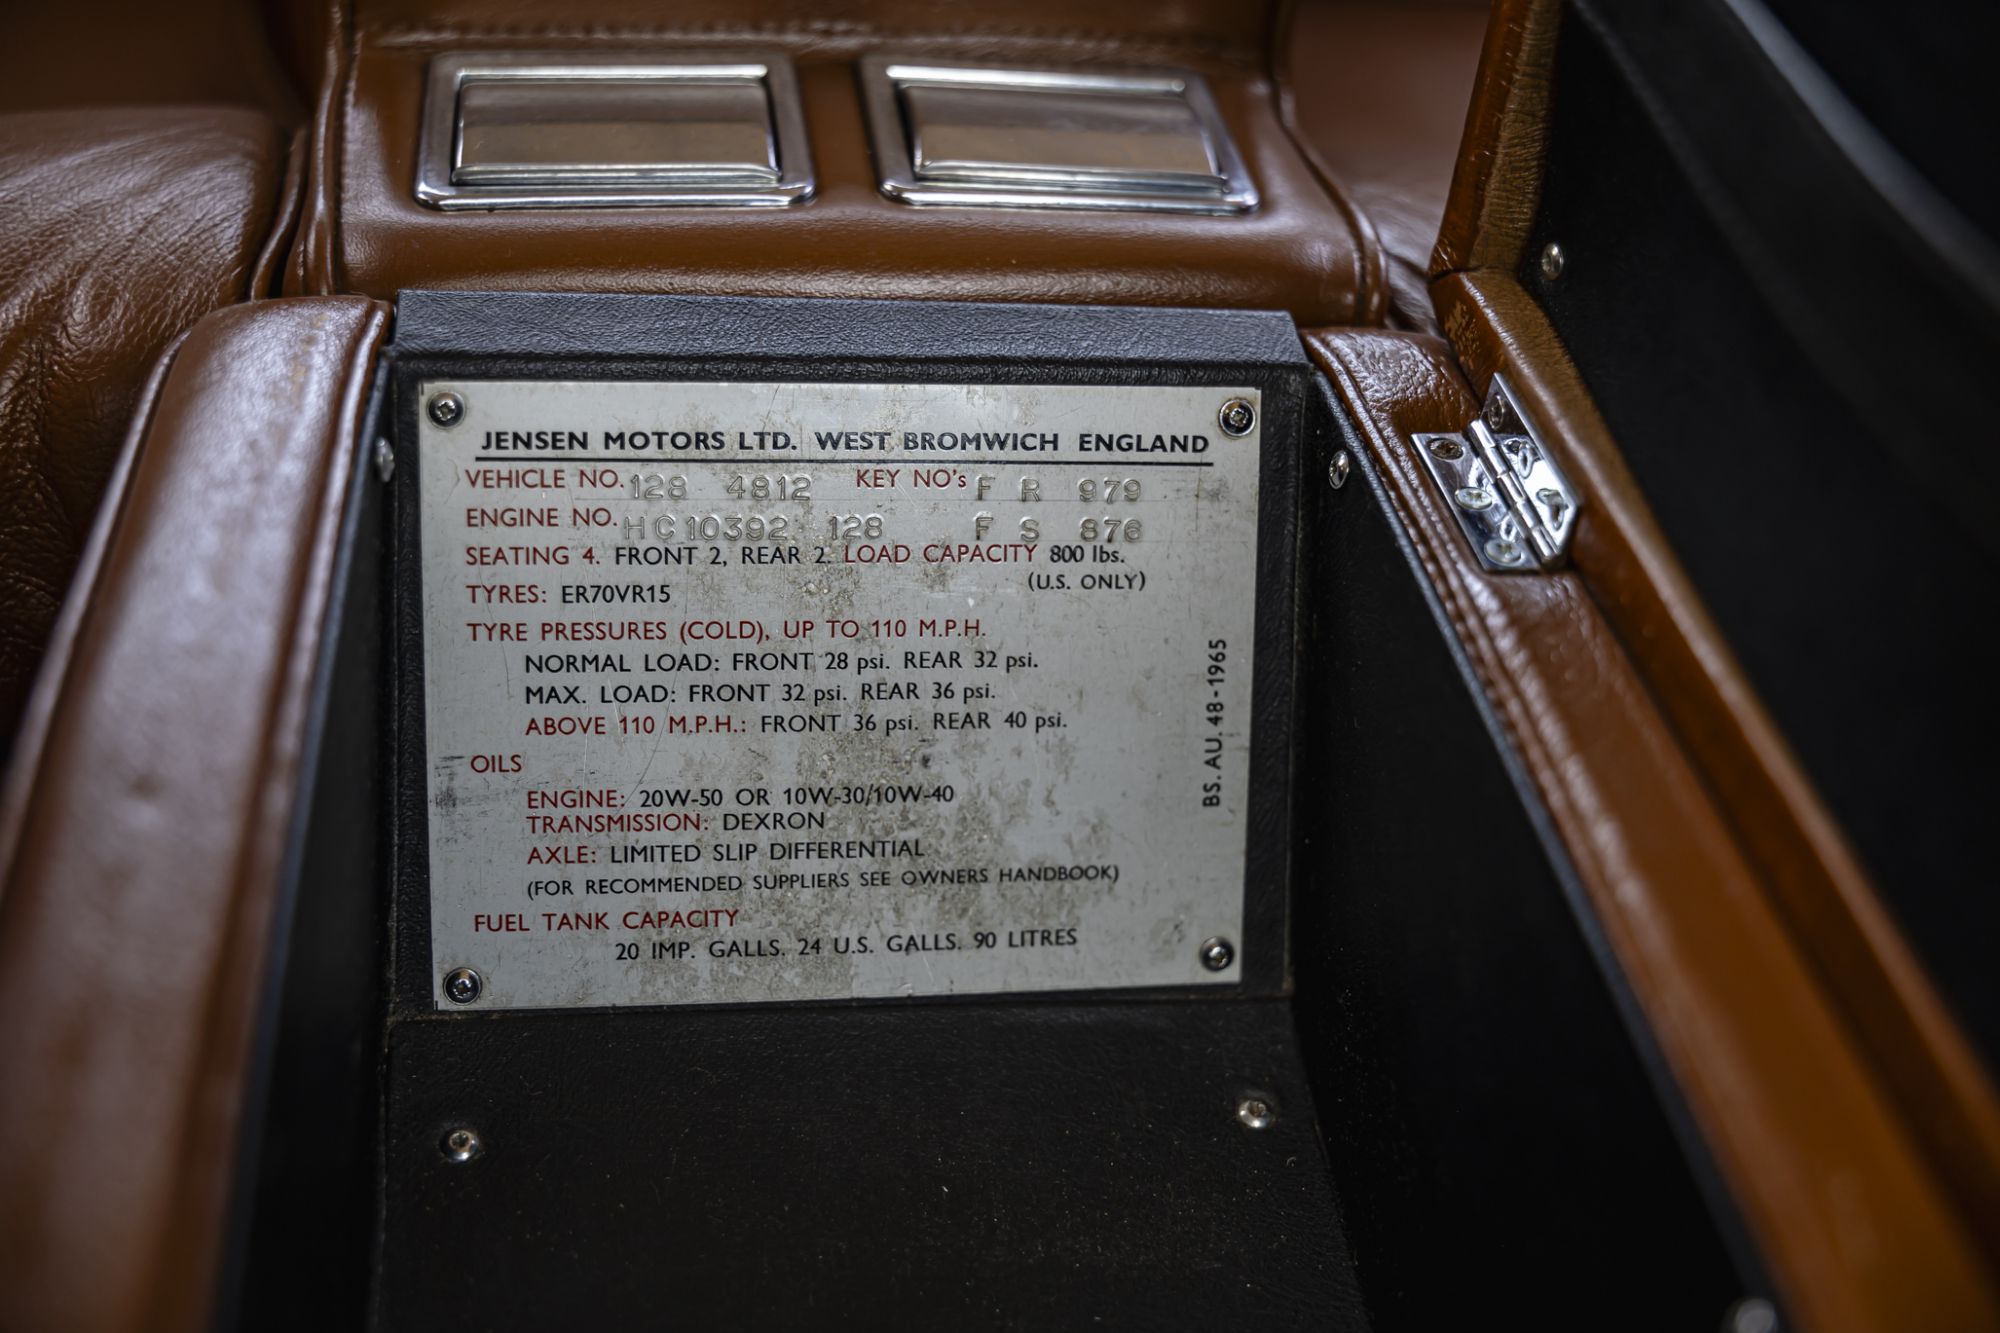 JENSEN MOTORS LTD. WEST BROMWICH ENGLAND
VEHICLE NO. 128 4812 KEY NO's F R 979
ENGINE NO. HC10392 128 F S 876
SEATING 4. FRONT 2, REAR 2. LOAD CAPACITY 800 lbs.
(U.S. ONLY)
TYRES: ER70VR15
TYRE PRESSURES (COLD), UP TO 110 M.P.H.
NORMAL LOAD: FRONT 28 psi. REAR 32 psi.
MAX. LOAD: FRONT 32 psi. REAR 36 psi.
ABOVE 110 M.P.H.: FRONT 36 psi. REAR 40 psi.
OILS
ENGINE: 20W-50 OR 10W-30/10W-40
TRANSMISSION: DEXRON
AXLE: LIMITED SLIP DIFFERENTIAL
(FOR RECOMMENDED SUPPLIERS SEE OWNERS HANDBOOK)
FUEL TANK CAPACITY
20 IMP. GALLS. 24 U.S. GALLS. 90 LITRES
BS. AU. 48-1965